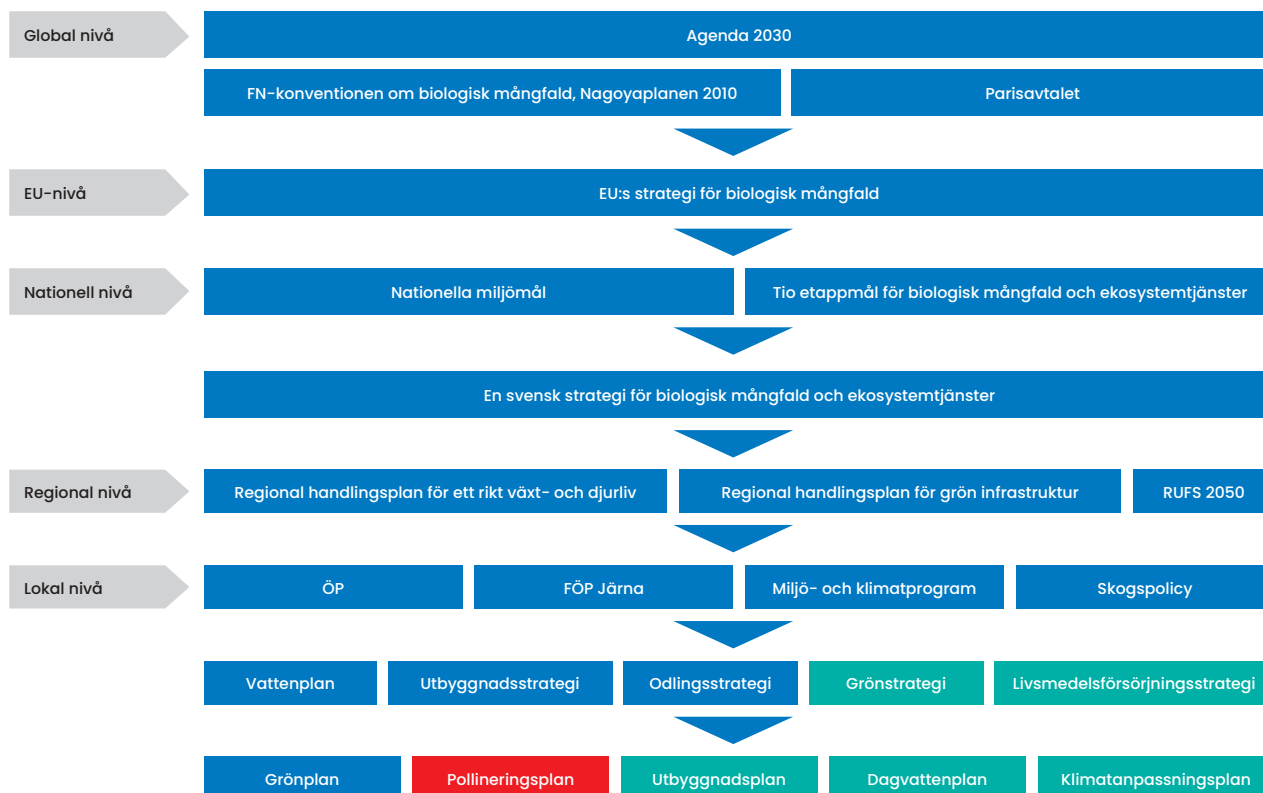 Global nivå
Agenda 2030
FN-konventionen om biologisk mångfald, Nagoyaplanen 2010
Parisavtalet
EU-nivå
EU:s strategi för biologisk mångfald
Nationell nivå
Nationella miljömål
Tio etappmål för biologisk mångfald och ekosystemtjänster
En svensk strategi för biologisk mångfald och ekosystemtjänster
Regional nivå
Regional handlingsplan för ett rikt växt- och djurliv
Regional handlingsplan för grön infrastruktur
RUFS 2050
Lokal nivå
ÖP
FÖP Järna
Miljö- och klimatprogram
Skogspolicy
Vattenplan
Utbyggnadsstrategi
Odlingsstrategi
Grönstrategi
Livsmedelsförsörjningsstrategi
Grönplan
Pollineringsplan
Utbyggnadsplan
Dagvattenplan
Klimatanpassningsplan